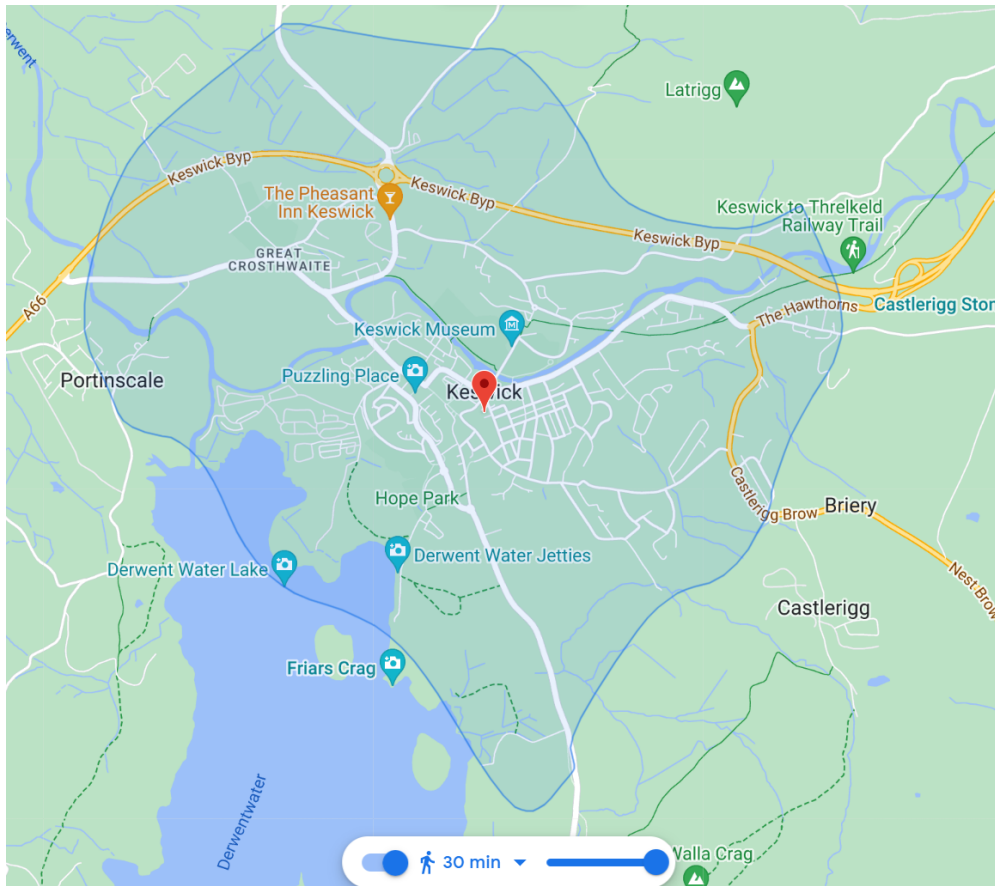 erwent
Latrigg
Keswick Byp
The Pheasant
Inn Keswick
Keswick Byp
Keswick to Threlkeld
Railway Trail
Keswick Byp
GREAT
CROSTHWAITE
A66
The Hawthorns
Castlerigg Ston
Keswick Museum
Portinscale
Puzzling Place
Keswick
Castlerigg Brow
Hope Park
Briery
Derwent Water Jetties
Derwent Water Lake
Nest Brow
Castlerigg
Friars Crag
Derwentwater
Walla Crag
30 min